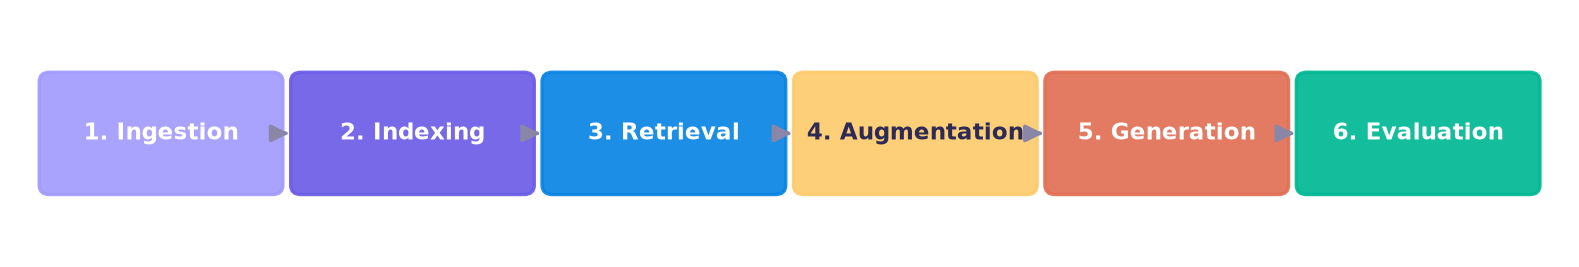 1. Ingestion
2. Indexing
3. Retrieval
4. Augmentation
5. Generation
6. Evaluation